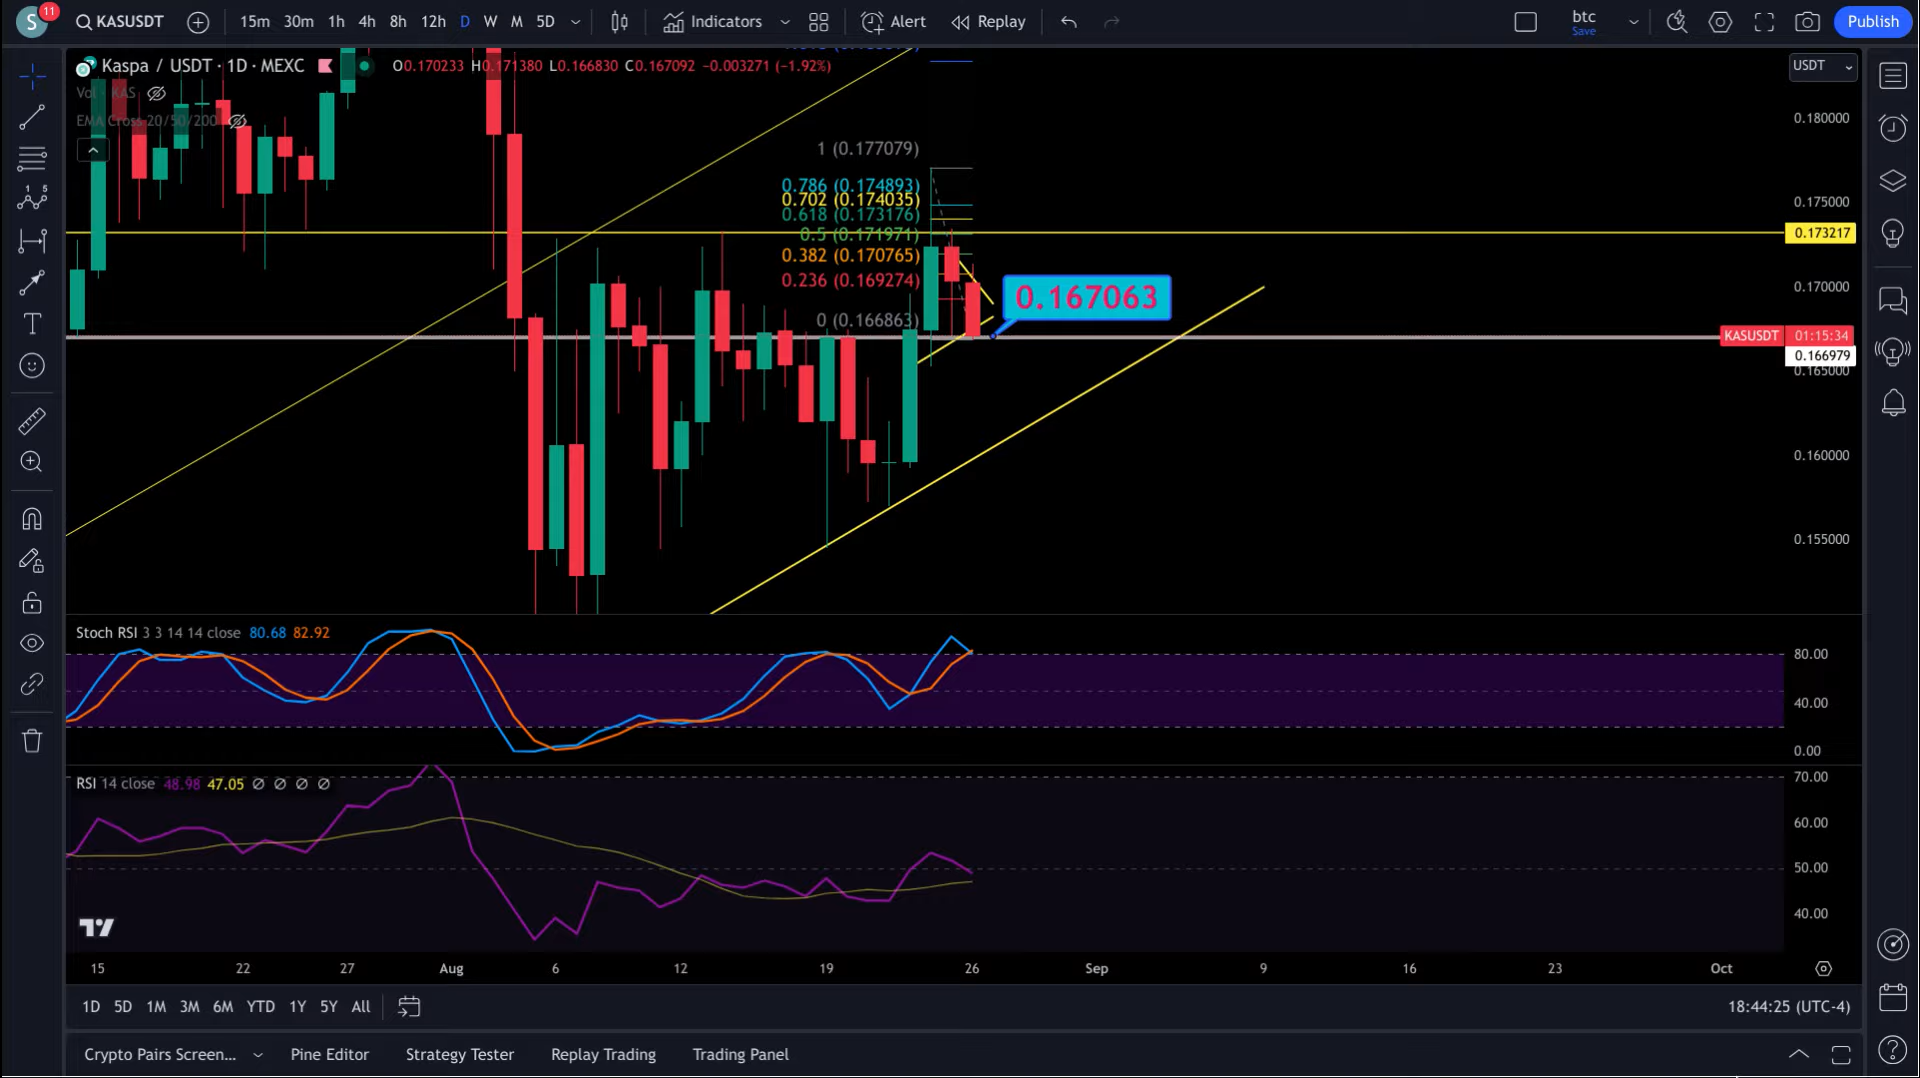 S 11 KASUSDT 15m 30m 1h 4h 8h 12h D W M 5D Indicators Alert Replay btc Save Publish
Kaspa / USDT · 1D · MEXC O0.170233 H0.171380 L0.166830 C0.167092 −0.003271 (−1.92%)
USDT
Vol · KAS
EMA Cross 20/50/200
0.180000
1 (0.177079)
0.786 (0.174893)
0.702 (0.174035)
0.618 (0.173176)
0.5 (0.171971)
0.382 (0.170765)
0.236 (0.169274)
0 (0.166863)
0.167063
0.175000
0.173217
0.170000
KASUSDT 01:15:34
0.166979
0.165000
0.160000
0.155000
Stoch RSI 3 3 14 14 close 80.68 82.92
80.00
40.00
0.00
RSI 14 close 48.98 47.05 ∅ ∅ ∅ ∅
70.00
60.00
50.00
40.00
15 22 27 Aug 6 12 19 26 Sep 9 16 23 Oct
1D 5D 1M 3M 6M YTD 1Y 5Y All 18:44:25 (UTC-4)
Crypto Pairs Screen... Pine Editor Strategy Tester Replay Trading Trading Panel